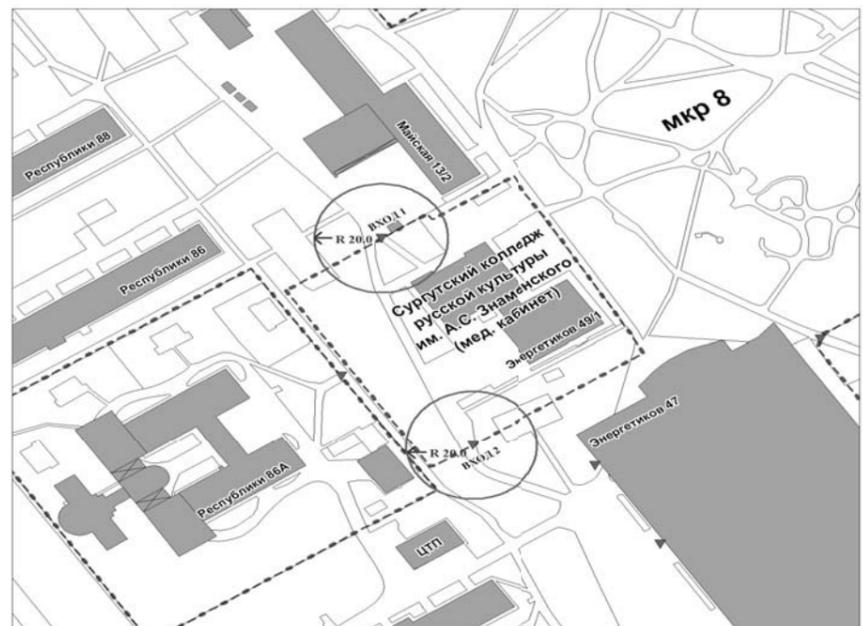 мкр 8
Республики 88
Майская 13/2
ВХОД 1
R 20.0
Республики 86
Сургутский колледж
русской культуры
им. А.С. Знаменского
(мед. кабинет)
Энергетиков 49/1
Энергетиков 47
R 20.0
ВХОД 2
Республики 86А
ЦТП